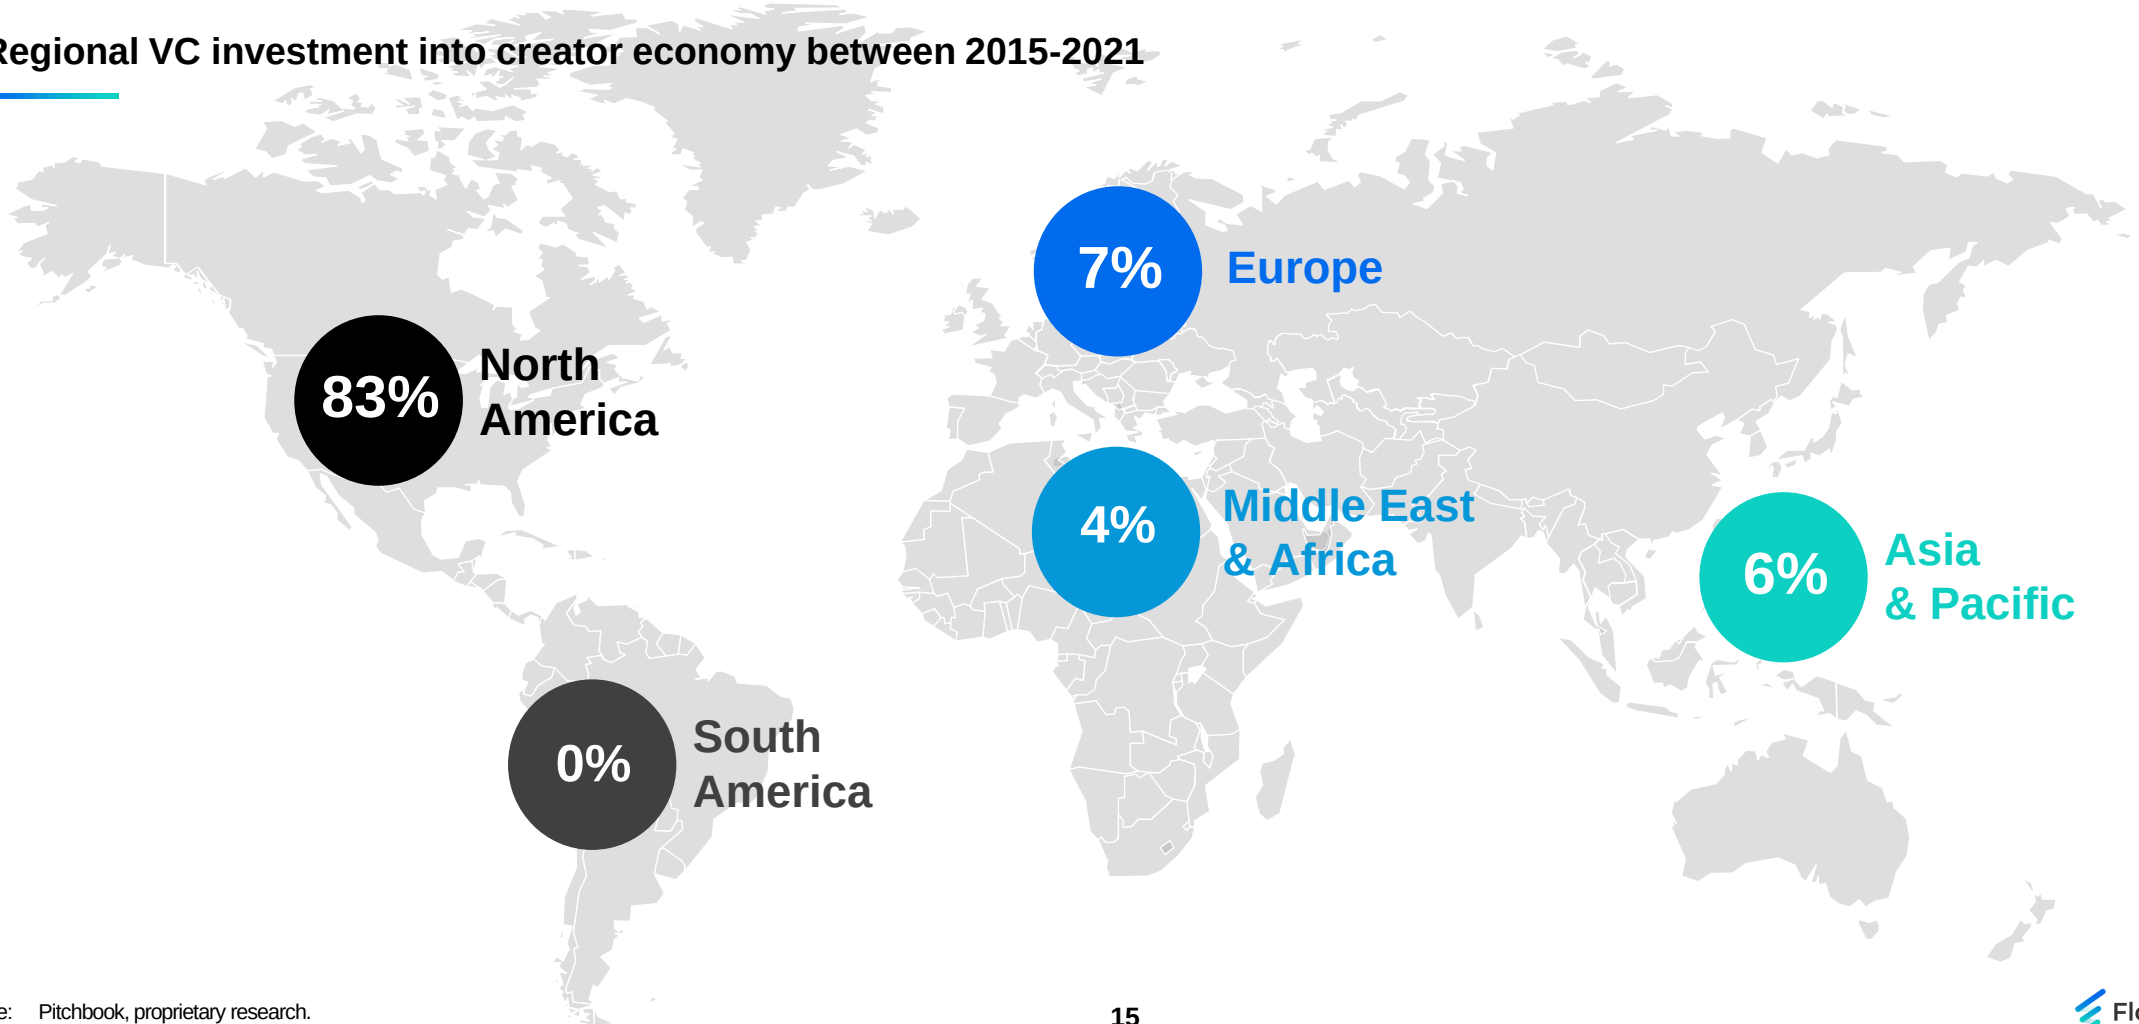 Regional VC investment into creator economy between 2015-2021
7%
Europe
83%
North
America
4%
Middle East
& Africa
6%
Asia
& Pacific
0%
South
America
Pitchbook, proprietary research.
15